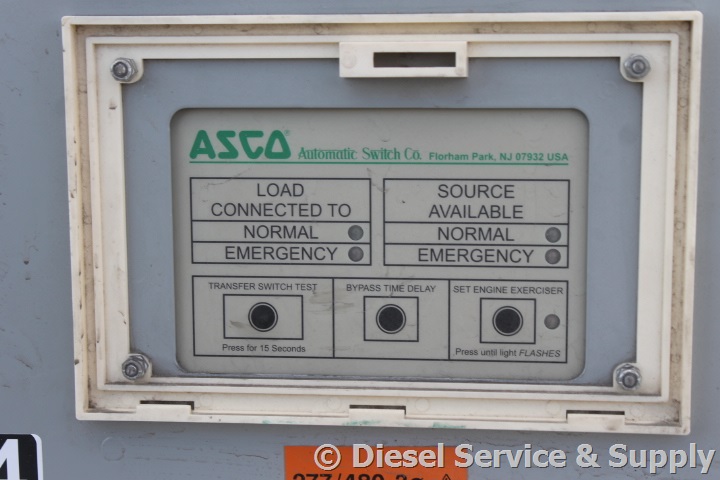 ASCO® Automatic Switch Co. Florham Park, NJ 07932 USA
LOAD
CONNECTED TO
NORMAL
EMERGENCY
SOURCE
AVAILABLE
NORMAL
EMERGENCY
TRANSFER SWITCH TEST
Press for 15 Seconds
BYPASS TIME DELAY
SET ENGINE EXERCISER
Press until light FLASHES
© Diesel Service & Supply